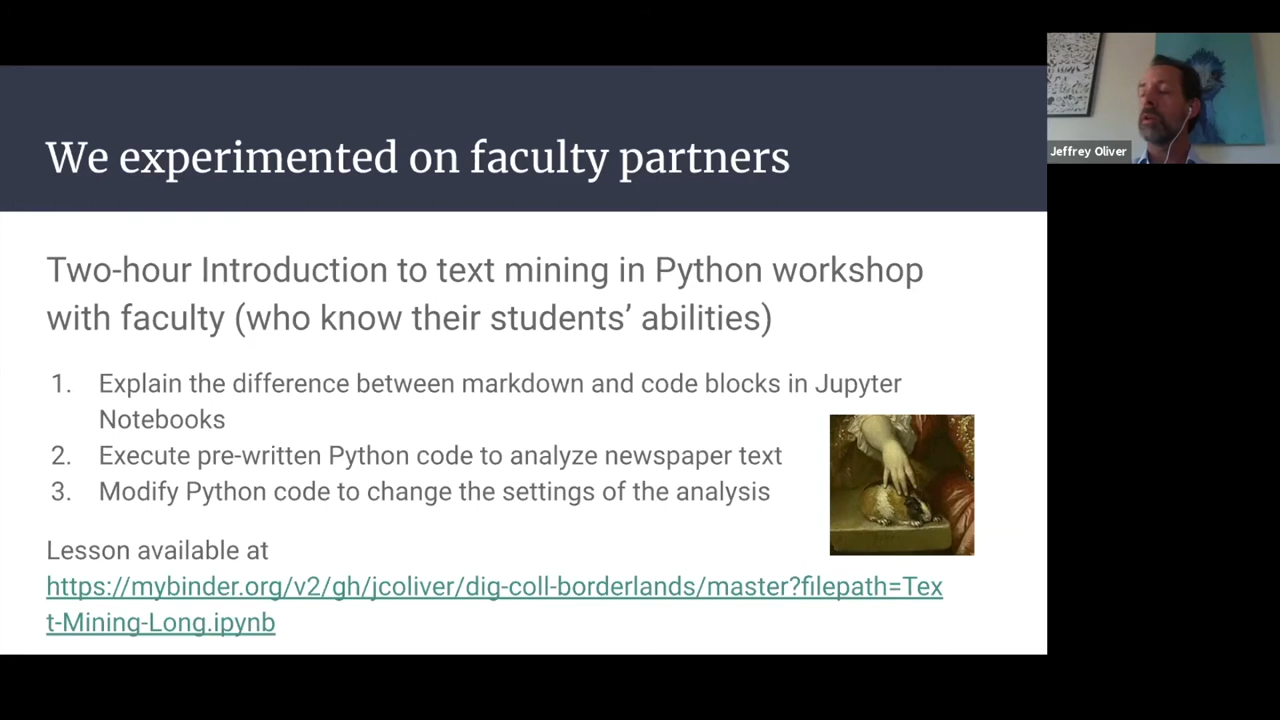 We experimented on faculty partners
Jeffrey Oliver
Two-hour Introduction to text mining in Python workshop
with faculty (who know their students’ abilities)
1. Explain the difference between markdown and code blocks in Jupyter
Notebooks
2. Execute pre-written Python code to analyze newspaper text
3. Modify Python code to change the settings of the analysis
Lesson available at
https://mybinder.org/v2/gh/jcoliver/dig-coll-borderlands/master?filepath=Tex
t-Mining-Long.ipynb